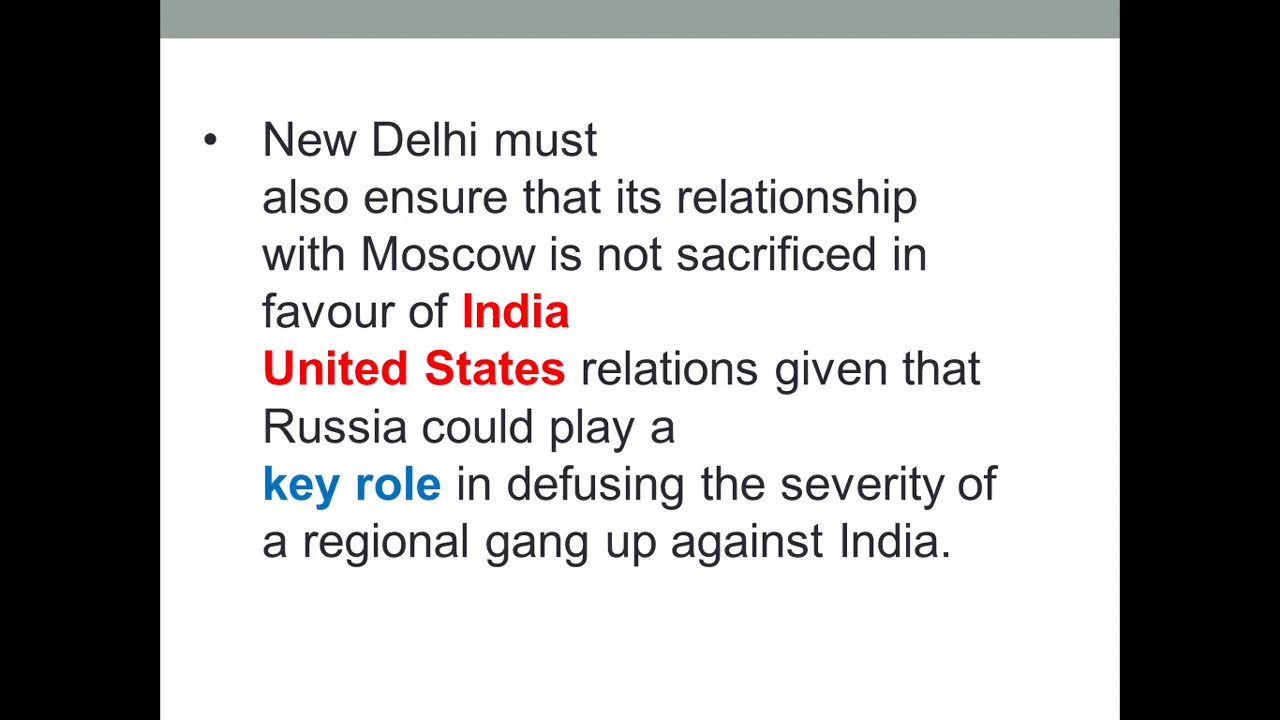 • New Delhi must
also ensure that its relationship
with Moscow is not sacrificed in
favour of India
United States relations given that
Russia could play a
key role in defusing the severity of
a regional gang up against India.